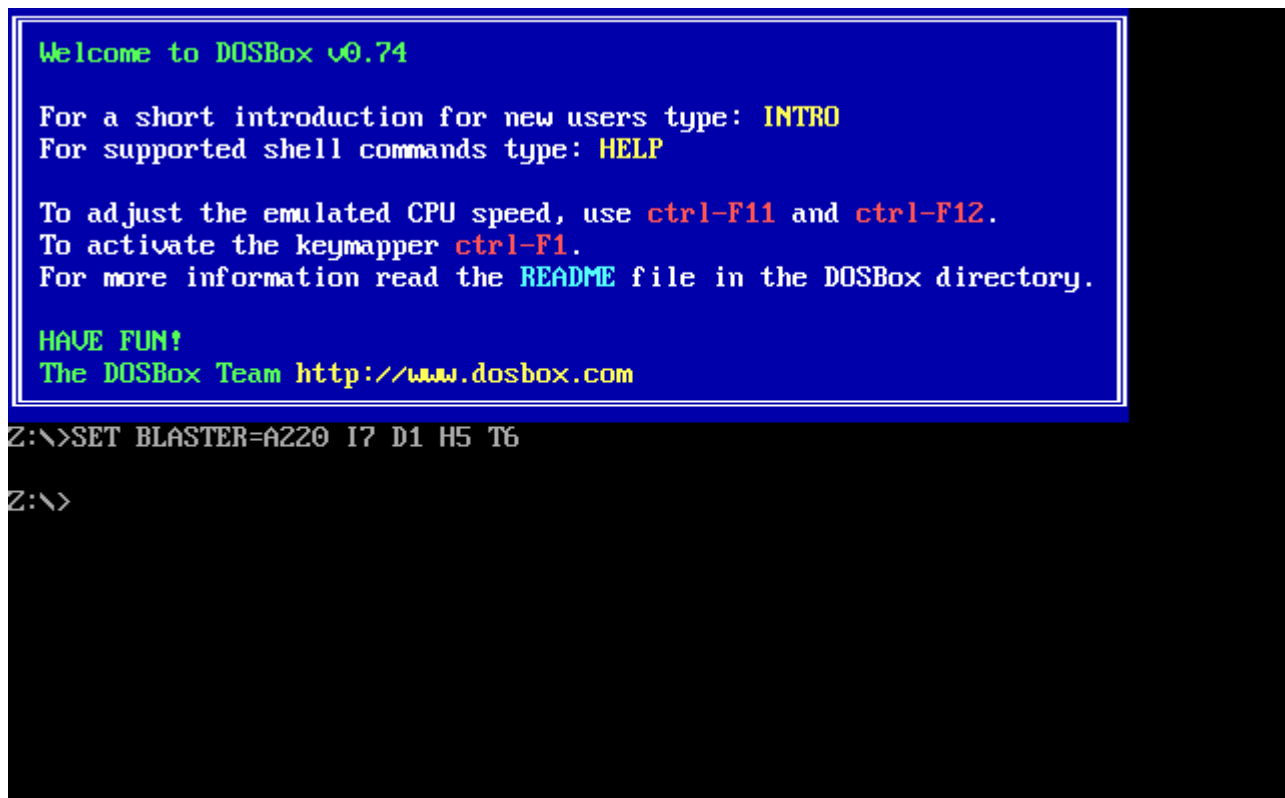 Welcome to DOSBox v0.74
For a short introduction for new users type: INTRO
For supported shell commands type: HELP
To adjust the emulated CPU speed, use ctrl-F11 and ctrl-F12.
To activate the keymapper ctrl-F1.
For more information read the README file in the DOSBox directory.
HAVE FUN!
The DOSBox Team http://www.dosbox.com
Z:\>SET BLASTER=A220 I7 D1 H5 T6
Z:\>